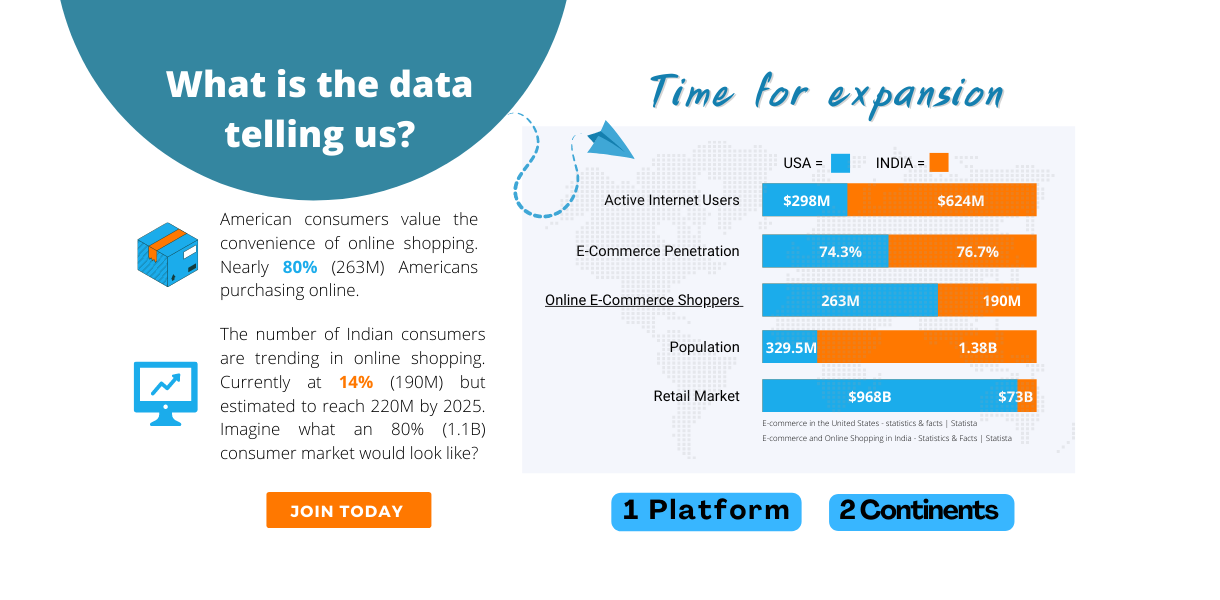 What is the data
telling us?
American consumers value the
convenience of online shopping.
Nearly 80% (263M) Americans
purchasing online.
The number of Indian consumers
are trending in online shopping.
Currently at 14% (190M) but
estimated to reach 220M by 2025.
Imagine what an 80% (1.1B)
consumer market would look like?
JOIN TODAY
Time for expansion
USA = INDIA =
Active Internet Users $298M $624M
E-Commerce Penetration 74.3% 76.7%
Online E-Commerce Shoppers 263M 190M
Population 329.5M 1.38B
Retail Market $968B $73B
E-commerce in the United States - statistics & facts | Statista
E-commerce and Online Shopping in India - Statistics & Facts | Statista
1 Platform 2 Continents